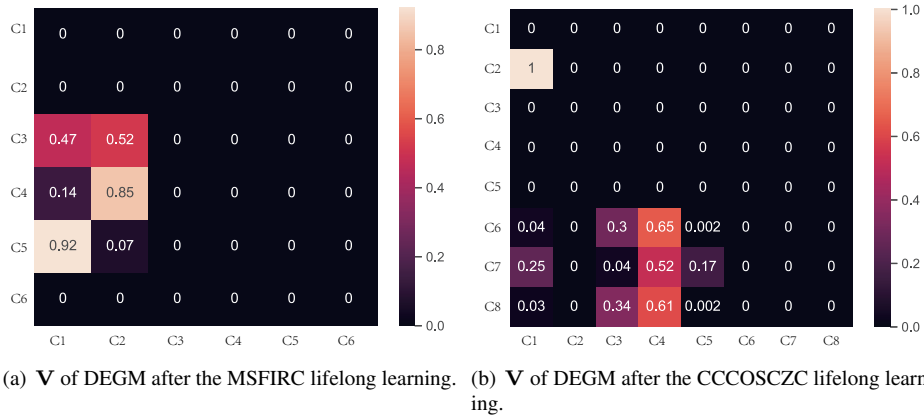 C1 0 0 0 0 0 0
C2 0 0 0 0 0 0
C3 0.47 0.52 0 0 0 0
C4 0.14 0.85 0 0 0 0
C5 0.92 0.07 0 0 0 0
C6 0 0 0 0 0 0
C1 C2 C3 C4 C5 C6
0.8
0.6
0.4
0.2
0.0
(a) V of DEGM after the MSFIRC lifelong learning.
C1 0 0 0 0 0 0 0 0
C2 1 0 0 0 0 0 0 0
C3 0 0 0 0 0 0 0 0
C4 0 0 0 0 0 0 0 0
C5 0 0 0 0 0 0 0 0
C6 0.04 0 0.3 0.65 0.002 0 0 0
C7 0.25 0 0.04 0.52 0.17 0 0 0
C8 0.03 0 0.34 0.61 0.002 0 0 0
C1 C2 C3 C4 C5 C6 C7 C8
1.0
0.8
0.6
0.4
0.2
0.0
(b) V of DEGM after the CCCOSCZC lifelong learn
ing.